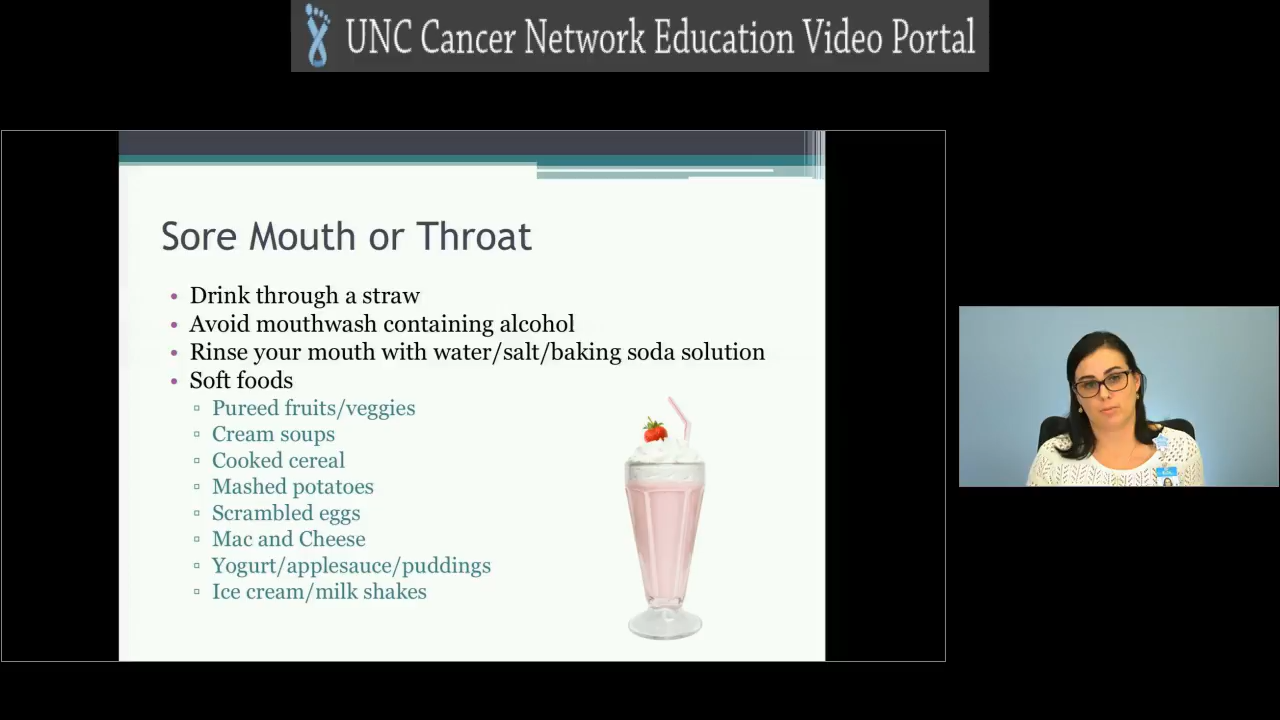 UNC Cancer Network Education Video Portal
Sore Mouth or Throat
• Drink through a straw
• Avoid mouthwash containing alcohol
• Rinse your mouth with water/salt/baking soda solution
• Soft foods
▫ Pureed fruits/veggies
▫ Cream soups
▫ Cooked cereal
▫ Mashed potatoes
▫ Scrambled eggs
▫ Mac and Cheese
▫ Yogurt/applesauce/puddings
▫ Ice cream/milk shakes